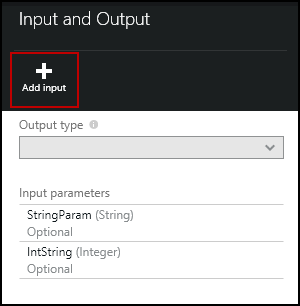 Input and Output
Add input
Output type
Input parameters
StringParam (String)
Optional
IntString (Integer)
Optional